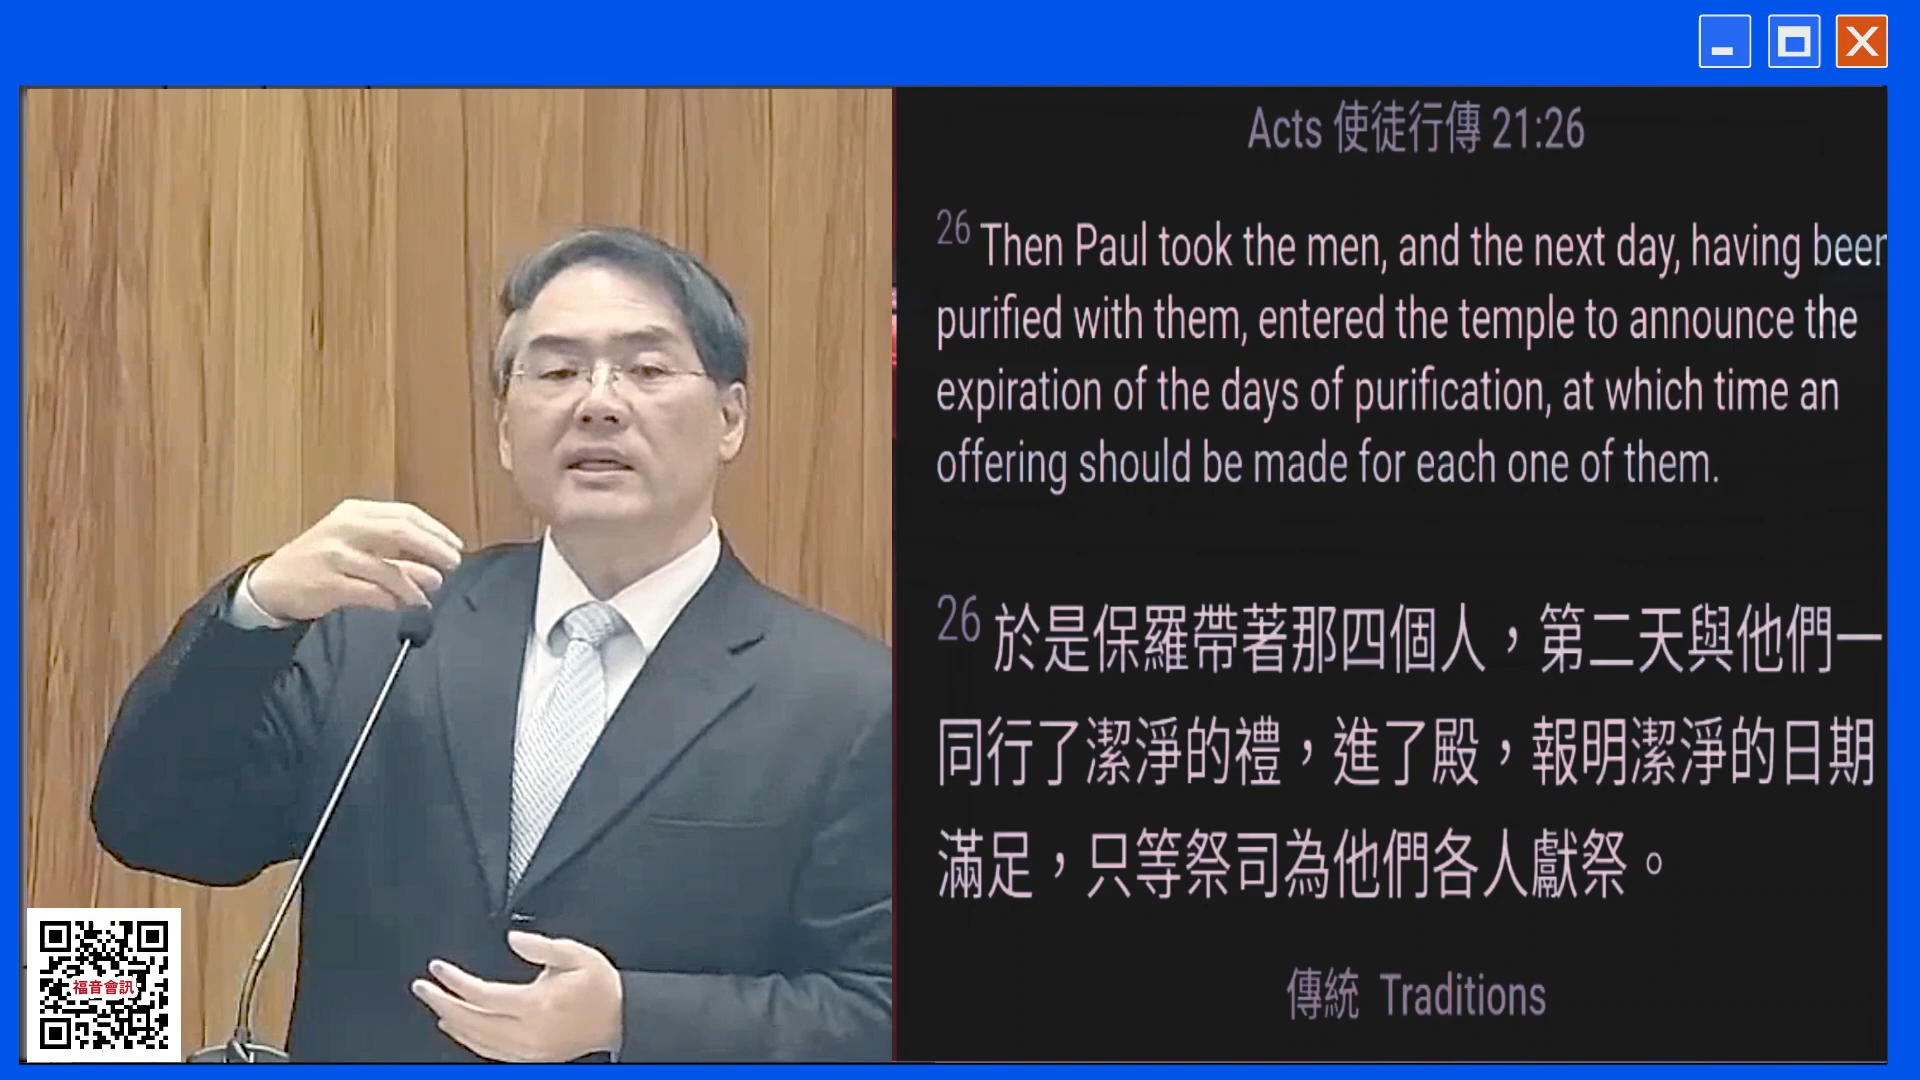 Acts 使徒行傳 21:26
26 Then Paul took the men, and the next day, having been
purified with them, entered the temple to announce the
expiration of the days of purification, at which time an
offering should be made for each one of them.
26 於是保羅帶著那四個人，第二天與他們一
同行了潔淨的禮，進了殿，報明潔淨的日期
滿足，只等祭司為他們各人獻祭。
傳統 Traditions
福音會訊